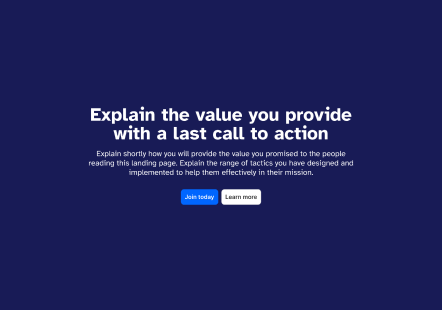 Explain the value you provide
with a last call to action
Explain shortly how you will provide the value you promised to the people
reading this landing page. Explain the range of tactics you have designed and
implemented to help them effectively in their mission.
Join today
Learn more